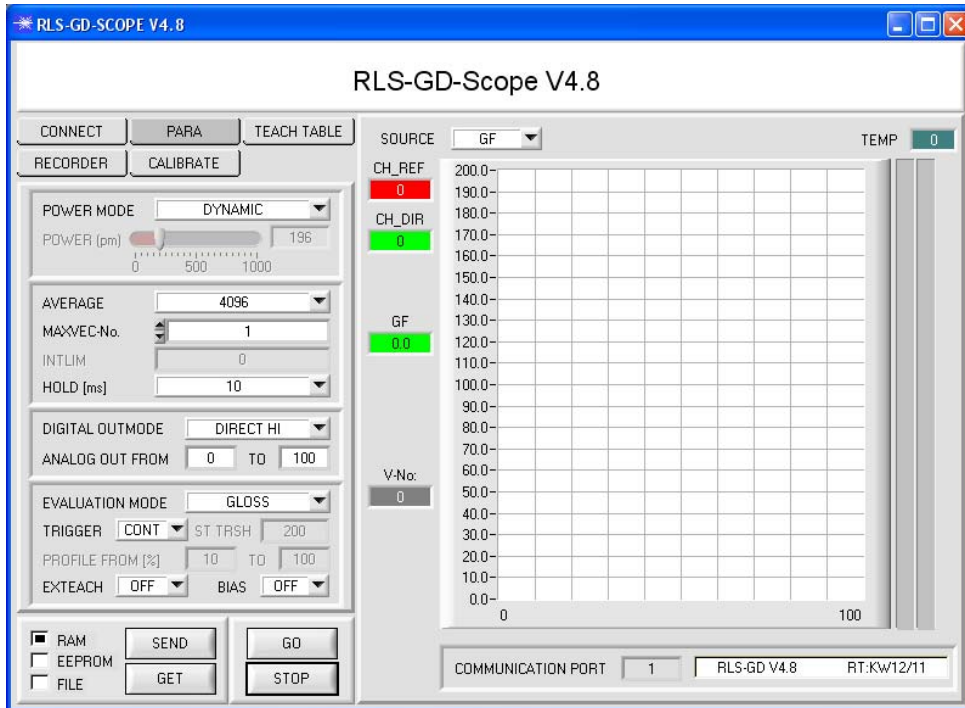 RLS-GD-SCOPE V4.8
RLS-GD-Scope V4.8
CONNECT PARA TEACH TABLE
RECORDER CALIBRATE
POWER MODE DYNAMIC
POWER (pm) 196
0 500 1000
AVERAGE 4096
MAXVEC-No. 1
INTLIM 0
HOLD [ms] 10
DIGITAL OUTMODE DIRECT HI
ANALOG OUT FROM 0 TO 100
EVALUATION MODE GLOSS
TRIGGER CONT ST TRSH 200
PROFILE FROM [%] 10 TO 100
EXTEACH OFF BIAS OFF
RAM
EEPROM
FILE
SEND
GET
GO
STOP
SOURCE GF TEMP 0
CH_REF
0
CH_DIR
0
GF
0.0
V-No:
0
200.0
190.0
180.0
170.0
160.0
150.0
140.0
130.0
120.0
110.0
100.0
90.0
80.0
70.0
60.0
50.0
40.0
30.0
20.0
10.0
0.0
0 100
COMMUNICATION PORT 1 RLS-GD V4.8 RT:KW12/11